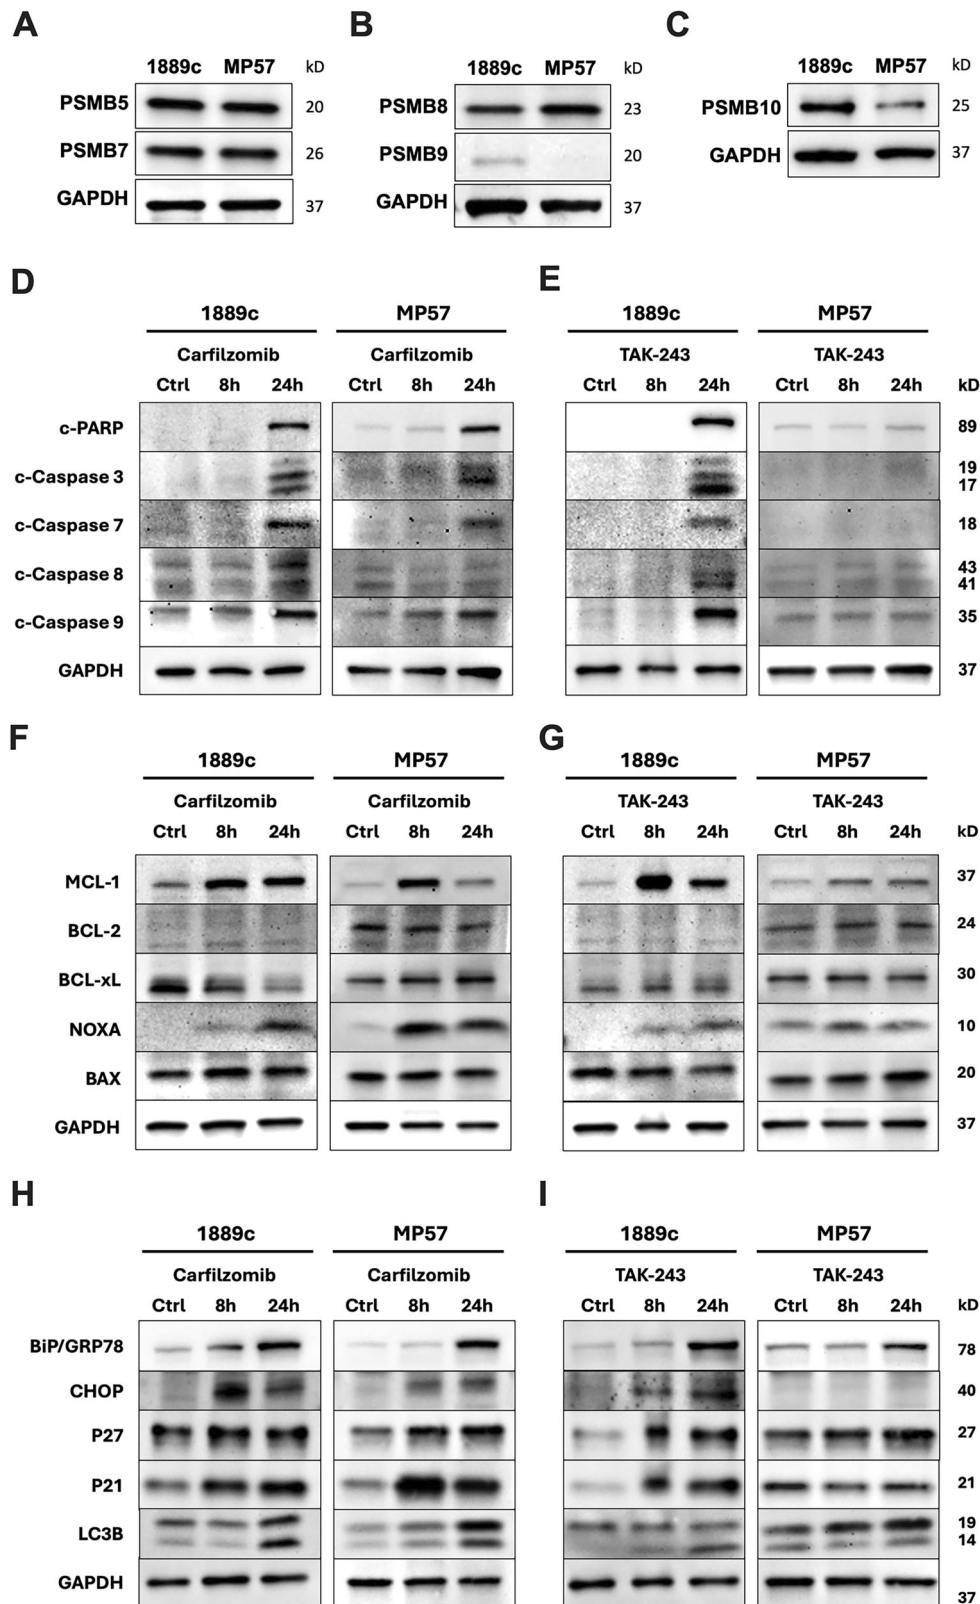 A B C
1889c MP57 kD 1889c MP57 kD 1889c MP57 kD
PSMB5 20 PSMB8 23 PSMB10 25
PSMB7 26 PSMB9 20 GAPDH 37
GAPDH 37 GAPDH 37
D E
1889c MP57 1889c MP57
Carfilzomib Carfilzomib TAK-243 TAK-243
Ctrl 8h 24h Ctrl 8h 24h Ctrl 8h 24h Ctrl 8h 24h kD
c-PARP 89
c-Caspase 3 19
17
c-Caspase 7 18
c-Caspase 8 43
41
c-Caspase 9 35
GAPDH 37
F G
1889c MP57 1889c MP57
Carfilzomib Carfilzomib TAK-243 TAK-243
Ctrl 8h 24h Ctrl 8h 24h Ctrl 8h 24h Ctrl 8h 24h kD
MCL-1 37
BCL-2 24
BCL-xL 30
NOXA 10
BAX 20
GAPDH 37
H I
1889c MP57 1889c MP57
Carfilzomib Carfilzomib TAK-243 TAK-243
Ctrl 8h 24h Ctrl 8h 24h Ctrl 8h 24h Ctrl 8h 24h kD
BiP/GRP78 78
CHOP 40
P27 27
P21 21
LC3B 19
14
GAPDH 37